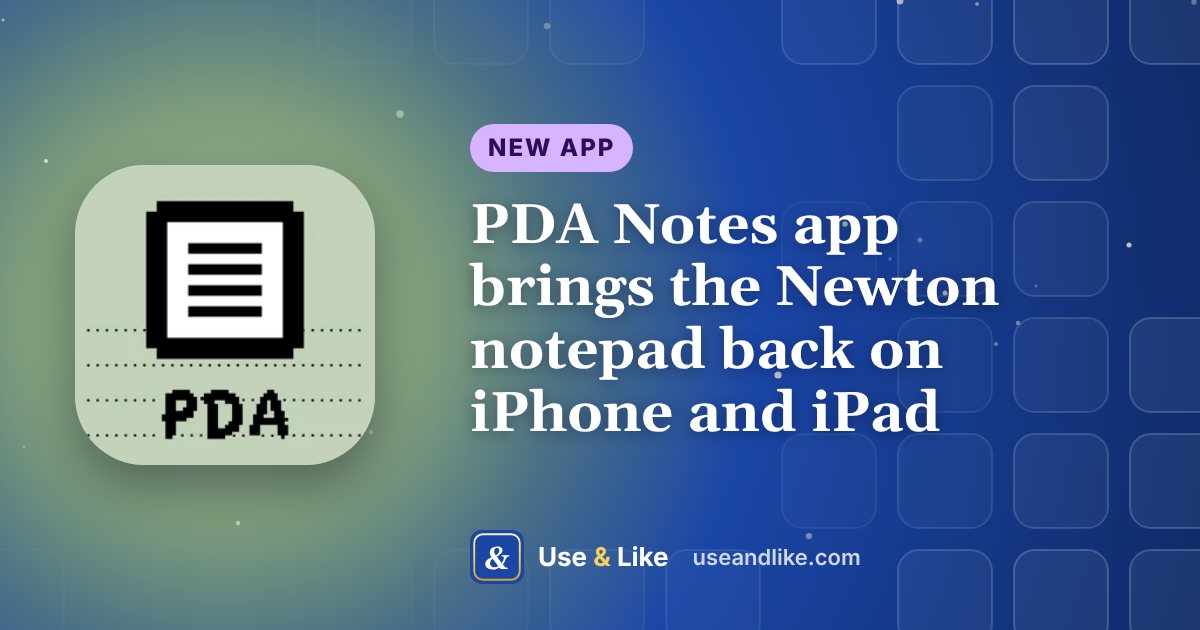 NEW APP
PDA Notes app
brings the Newton
notepad back on
iPhone and iPad
PDA
& Use & Like useandlike.com